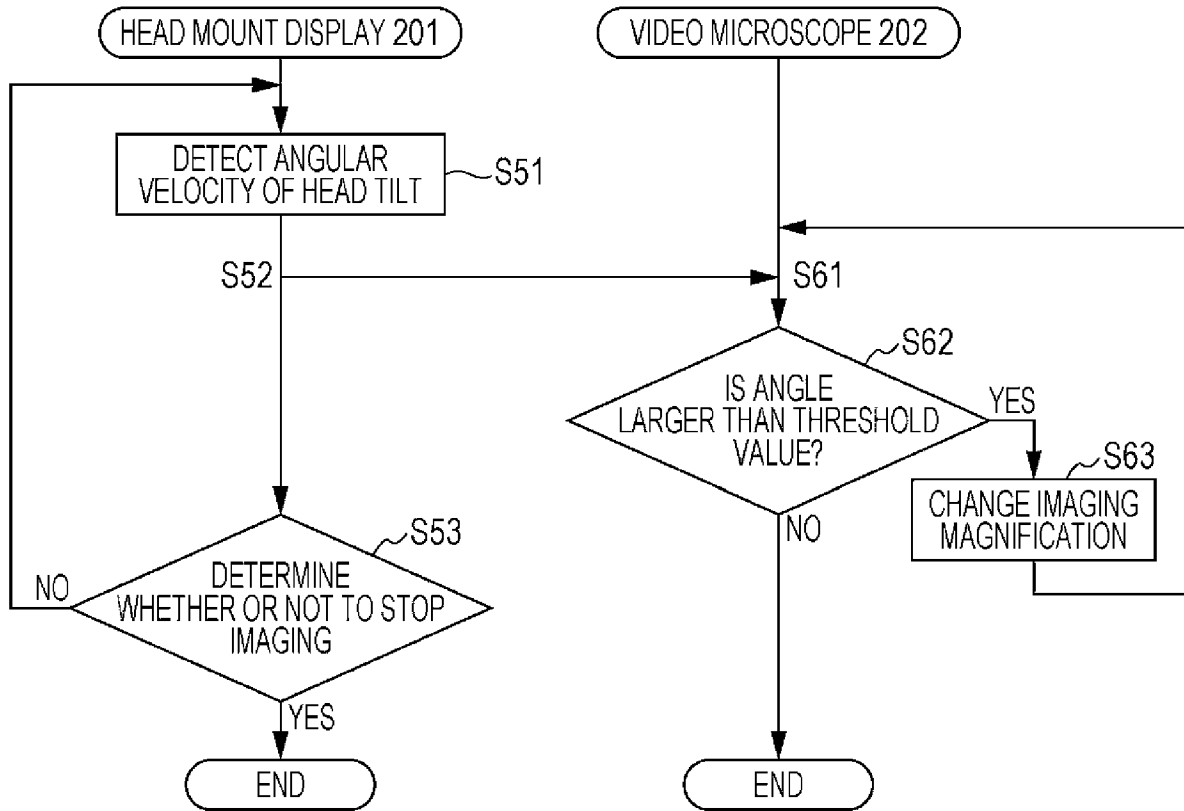 HEAD MOUNT DISPLAY 201
DETECT ANGULAR
VELOCITY OF HEAD TILT
S51
S52
S53
DETERMINE
WHETHER OR NOT TO STOP
IMAGING
NO
YES
END
VIDEO MICROSCOPE 202
S61
S62
IS ANGLE
LARGER THAN THRESHOLD
VALUE?
YES
S63
CHANGE IMAGING
MAGNIFICATION
NO
END